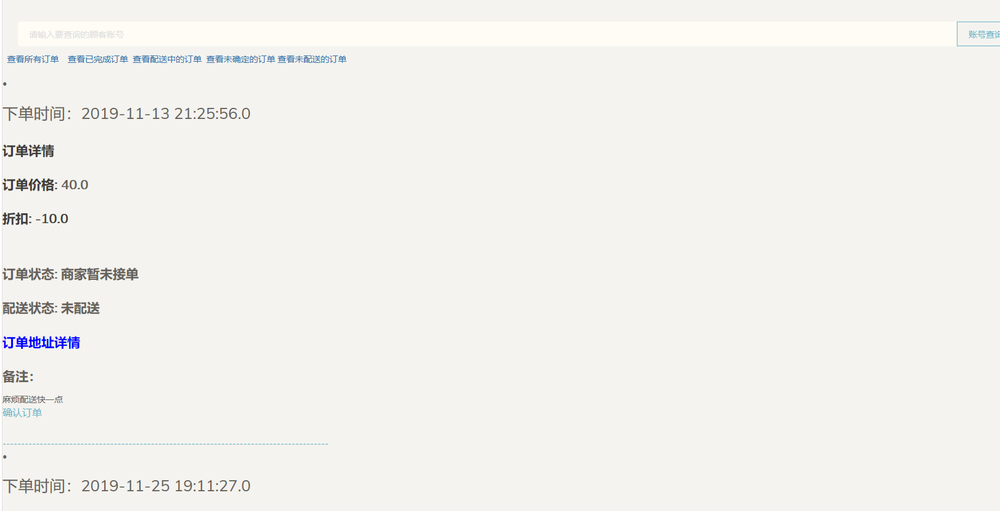 请输入要查询的顾客账号 账号查询
查看所有订单 查看已完成订单 查看配送中的订单 查看未确定的订单 查看未配送的订单
•
下单时间：2019-11-13 21:25:56.0
订单详情
订单价格: 40.0
折扣: -10.0
订单状态: 商家暂未接单
配送状态: 未配送
订单地址详情
备注：
麻烦配送快一点
确认订单
----------------------------------------------------------------------------------------
•
下单时间：2019-11-25 19:11:27.0